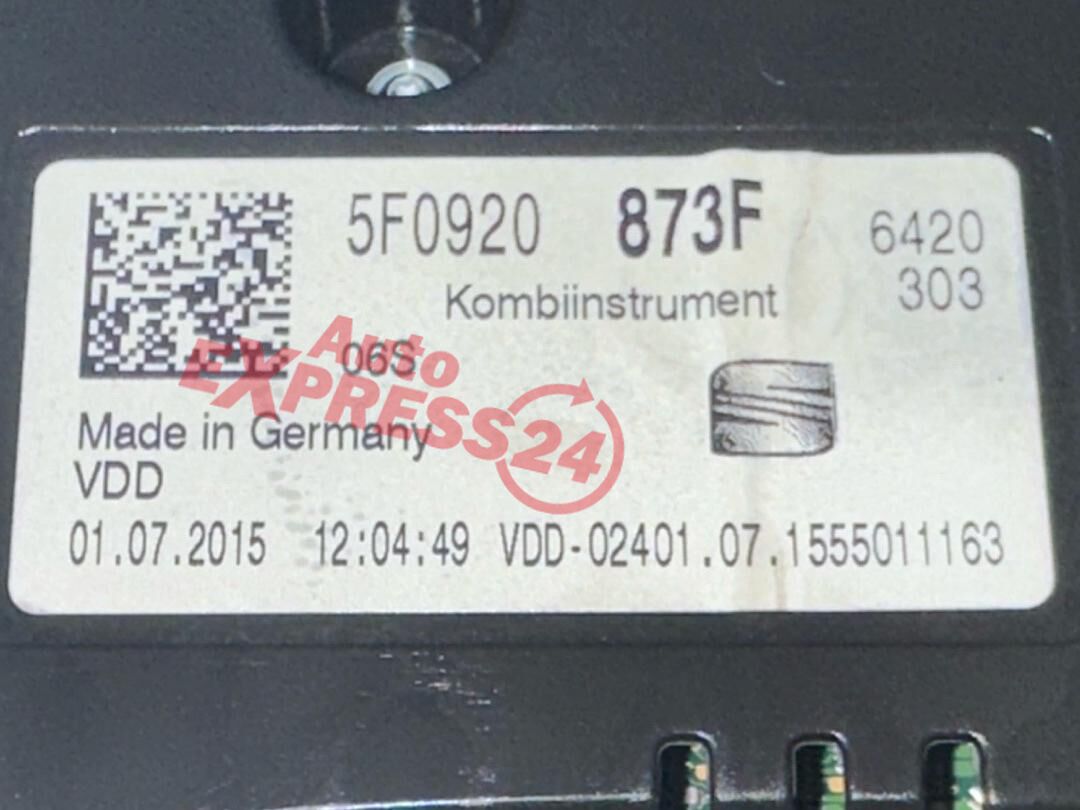 5F0920 873F 6420
Kombiinstrument 303
06S
Auto
EXPRESS24
Made in Germany
VDD
01.07.2015 12:04:49 VDD-02401.07.1555011163